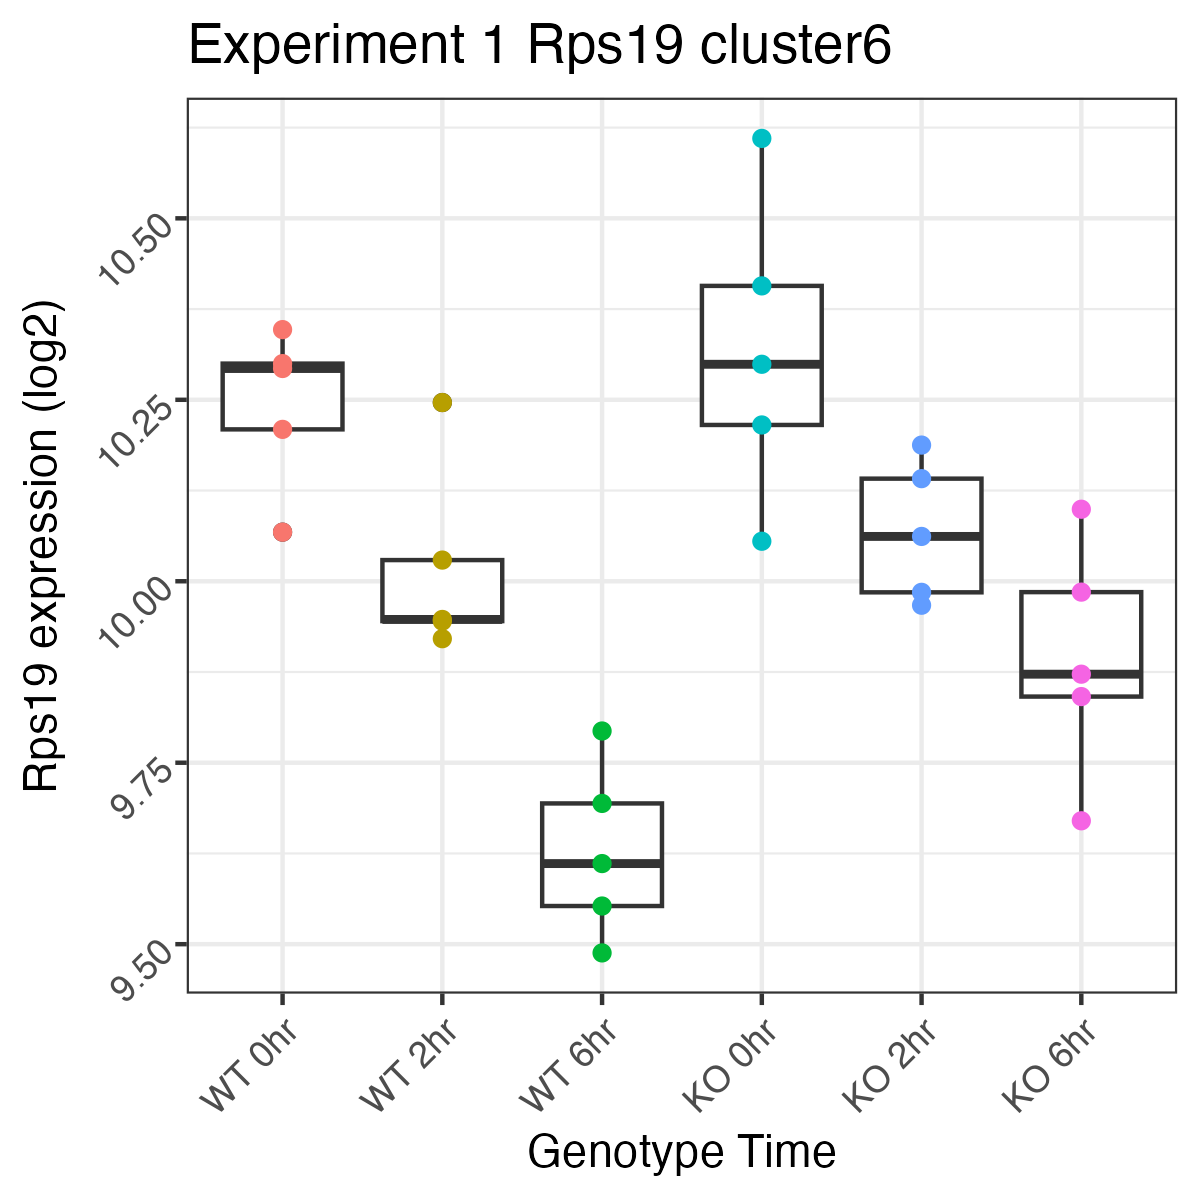 Experiment 1 Rps19 cluster6
Rps19 expression (log2)
10.50
10.25
10.00
9.75
9.50
WT 0hr
WT 2hr
WT 6hr
KO 0hr
KO 2hr
KO 6hr
Genotype Time